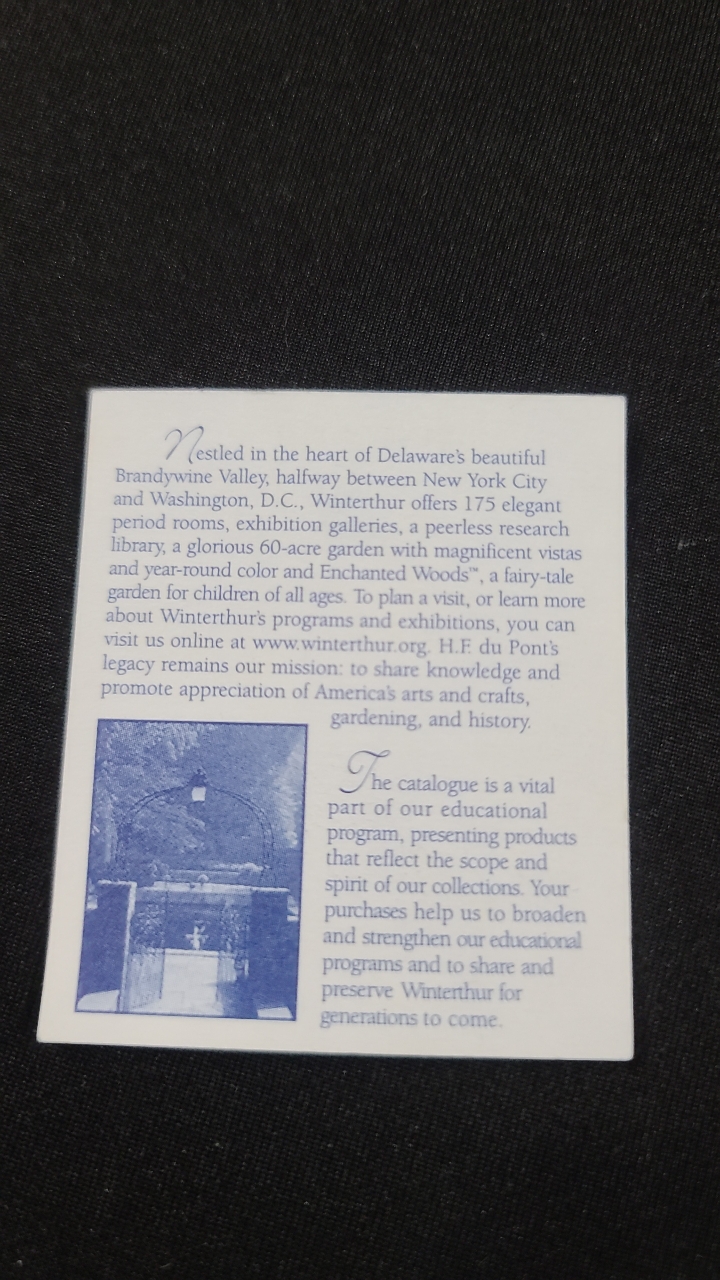 Nestled in the heart of Delaware's beautiful
Brandywine Valley, halfway between New York City
and Washington, D.C., Winterthur offers 175 elegant
period rooms, exhibition galleries, a peerless research
library, a glorious 60-acre garden with magnificent vistas
and year-round color and Enchanted Woods™, a fairy-tale
garden for children of all ages. To plan a visit, or learn more
about Winterthur's programs and exhibitions, you can
visit us online at www.winterthur.org. H.F. du Pont's
legacy remains our mission: to share knowledge and
promote appreciation of America's arts and crafts,
gardening, and history.
The catalogue is a vital
part of our educational
program, presenting products
that reflect the scope and
spirit of our collections. Your
purchases help us to broaden
and strengthen our educational
programs and to share and
preserve Winterthur for
generations to come.